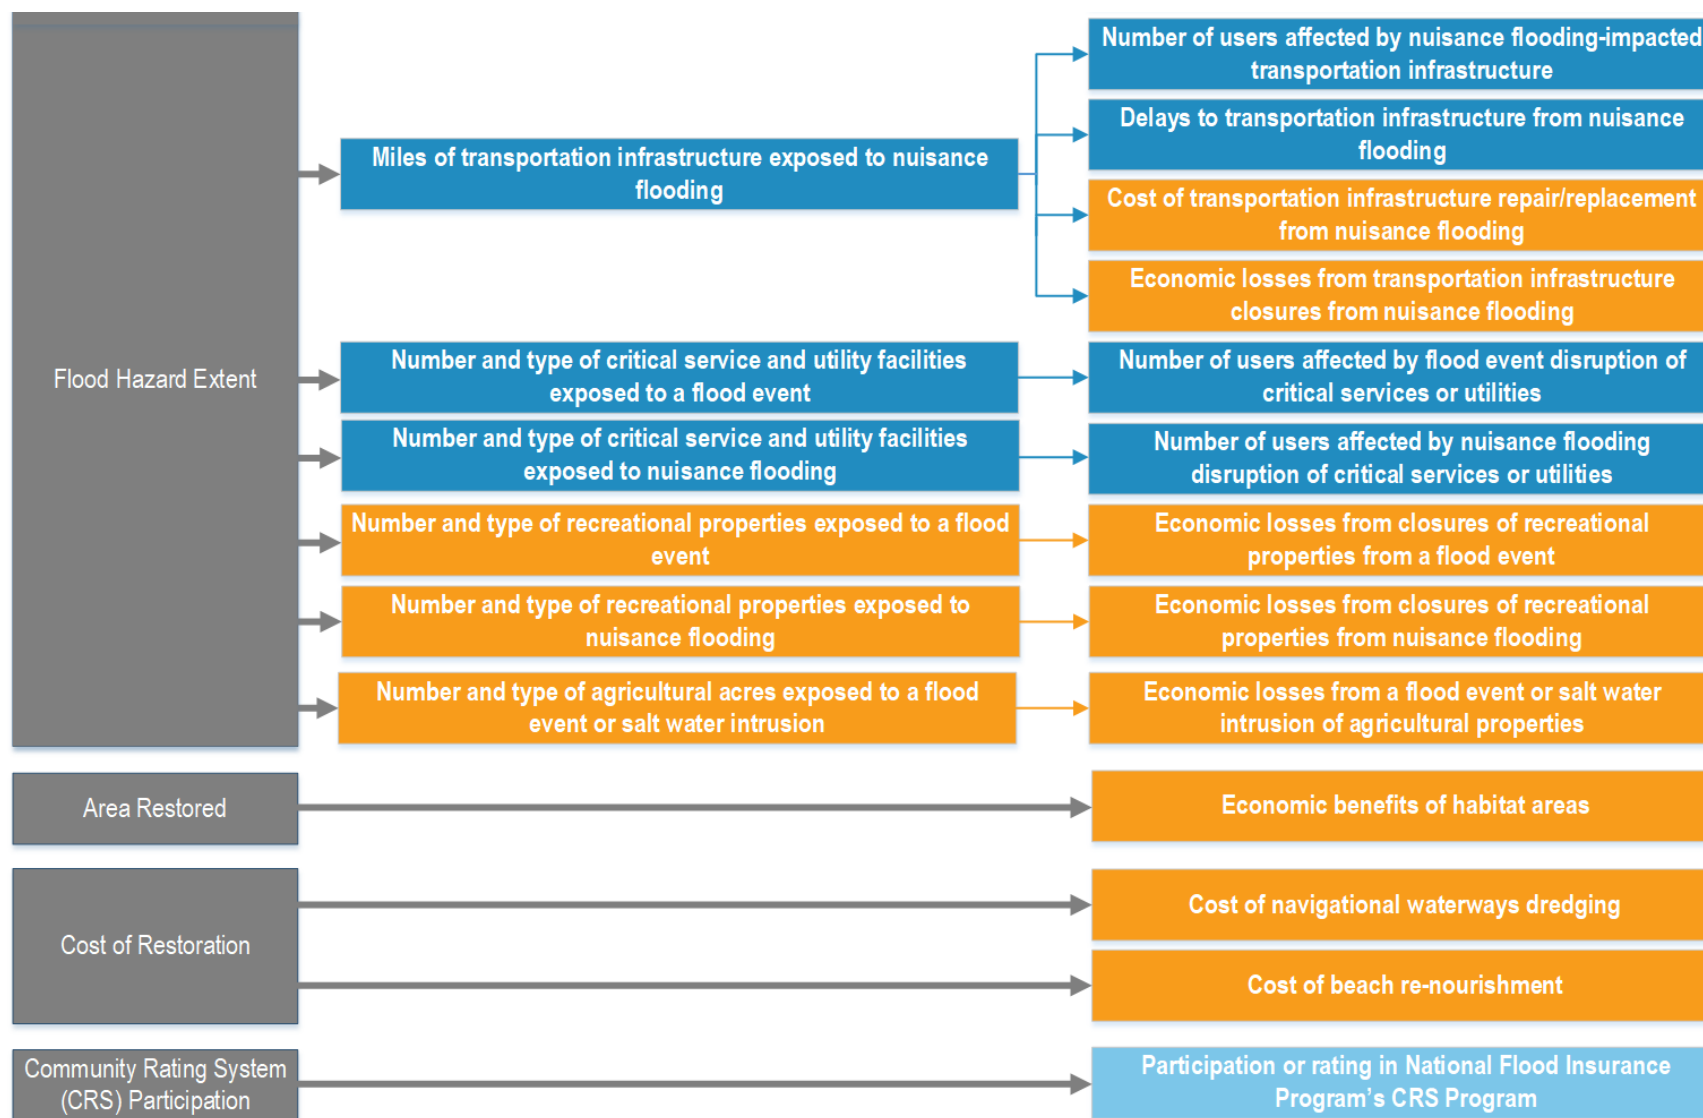 Number of users affected by nuisance flooding-impacted
transportation infrastructure
Delays to transportation infrastructure from nuisance
flooding
Miles of transportation infrastructure exposed to nuisance
flooding
Cost of transportation infrastructure repair/replacement
from nuisance flooding
Economic losses from transportation infrastructure
closures from nuisance flooding
Flood Hazard Extent
Number and type of critical service and utility facilities
exposed to a flood event
Number of users affected by flood event disruption of
critical services or utilities
Number and type of critical service and utility facilities
exposed to nuisance flooding
Number of users affected by nuisance flooding
disruption of critical services or utilities
Number and type of recreational properties exposed to a flood
event
Economic losses from closures of recreational
properties from a flood event
Number and type of recreational properties exposed to
nuisance flooding
Economic losses from closures of recreational
properties from nuisance flooding
Number and type of agricultural acres exposed to a flood
event or salt water intrusion
Economic losses from a flood event or salt water
intrusion of agricultural properties
Area Restored
Economic benefits of habitat areas
Cost of Restoration
Cost of navigational waterways dredging
Cost of beach re-nourishment
Community Rating System
(CRS) Participation
Participation or rating in National Flood Insurance
Program's CRS Program